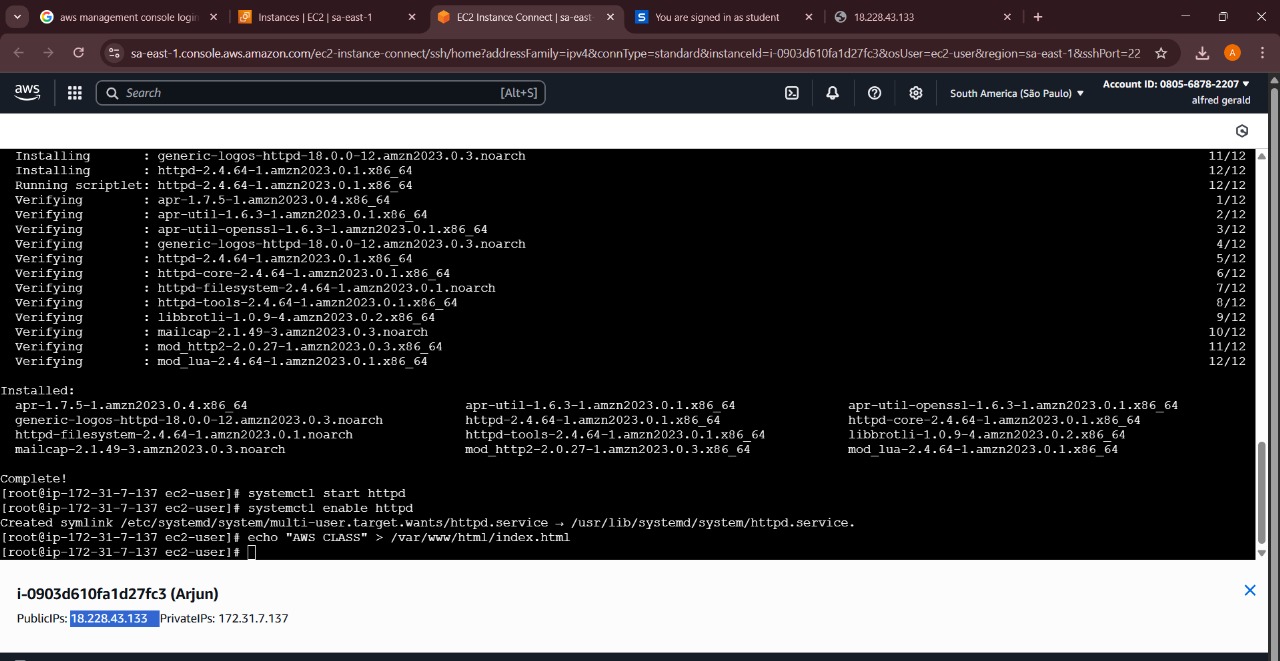 aws management console login
Instances | EC2 | sa-east-1
EC2 Instance Connect | sa-east-
You are signed in as student
18.228.43.133
sa-east-1.console.aws.amazon.com/ec2-instance-connect/ssh/home?addressFamily=ipv4&connType=standard&instanceId=i-0903d610fa1d27fc3&osUser=ec2-user&region=sa-east-1&sshPort=22
A
aws
Search
[Alt+S]
South America (São Paulo)
Account ID: 0805-6878-2207
alfred gerald
Installing : generic-logos-httpd-18.0.0-12.amzn2023.0.3.noarch 11/12
Installing : httpd-2.4.64-1.amzn2023.0.1.x86_64 12/12
Running scriptlet: httpd-2.4.64-1.amzn2023.0.1.x86_64 12/12
Verifying : apr-1.7.5-1.amzn2023.0.4.x86_64 1/12
Verifying : apr-util-1.6.3-1.amzn2023.0.1.x86_64 2/12
Verifying : apr-util-openssl-1.6.3-1.amzn2023.0.1.x86_64 3/12
Verifying : generic-logos-httpd-18.0.0-12.amzn2023.0.3.noarch 4/12
Verifying : httpd-2.4.64-1.amzn2023.0.1.x86_64 5/12
Verifying : httpd-core-2.4.64-1.amzn2023.0.1.x86_64 6/12
Verifying : httpd-filesystem-2.4.64-1.amzn2023.0.1.noarch 7/12
Verifying : httpd-tools-2.4.64-1.amzn2023.0.1.x86_64 8/12
Verifying : libbrotli-1.0.9-4.amzn2023.0.2.x86_64 9/12
Verifying : mailcap-2.1.49-3.amzn2023.0.3.noarch 10/12
Verifying : mod_http2-2.0.27-1.amzn2023.0.3.x86_64 11/12
Verifying : mod_lua-2.4.64-1.amzn2023.0.1.x86_64 12/12
Installed:
apr-1.7.5-1.amzn2023.0.4.x86_64 apr-util-1.6.3-1.amzn2023.0.1.x86_64 apr-util-openssl-1.6.3-1.amzn2023.0.1.x86_64
generic-logos-httpd-18.0.0-12.amzn2023.0.3.noarch httpd-2.4.64-1.amzn2023.0.1.x86_64 httpd-core-2.4.64-1.amzn2023.0.1.x86_64
httpd-filesystem-2.4.64-1.amzn2023.0.1.noarch httpd-tools-2.4.64-1.amzn2023.0.1.x86_64 libbrotli-1.0.9-4.amzn2023.0.2.x86_64
mailcap-2.1.49-3.amzn2023.0.3.noarch mod_http2-2.0.27-1.amzn2023.0.3.x86_64 mod_lua-2.4.64-1.amzn2023.0.1.x86_64
Complete!
[root@ip-172-31-7-137 ec2-user]# systemctl start httpd
[root@ip-172-31-7-137 ec2-user]# systemctl enable httpd
Created symlink /etc/systemd/system/multi-user.target.wants/httpd.service → /usr/lib/systemd/system/httpd.service.
[root@ip-172-31-7-137 ec2-user]# echo "AWS CLASS" > /var/www/html/index.html
[root@ip-172-31-7-137 ec2-user]#
i-0903d610fa1d27fc3 (Arjun)
PublicIPs: 18.228.43.133 PrivateIPs: 172.31.7.137